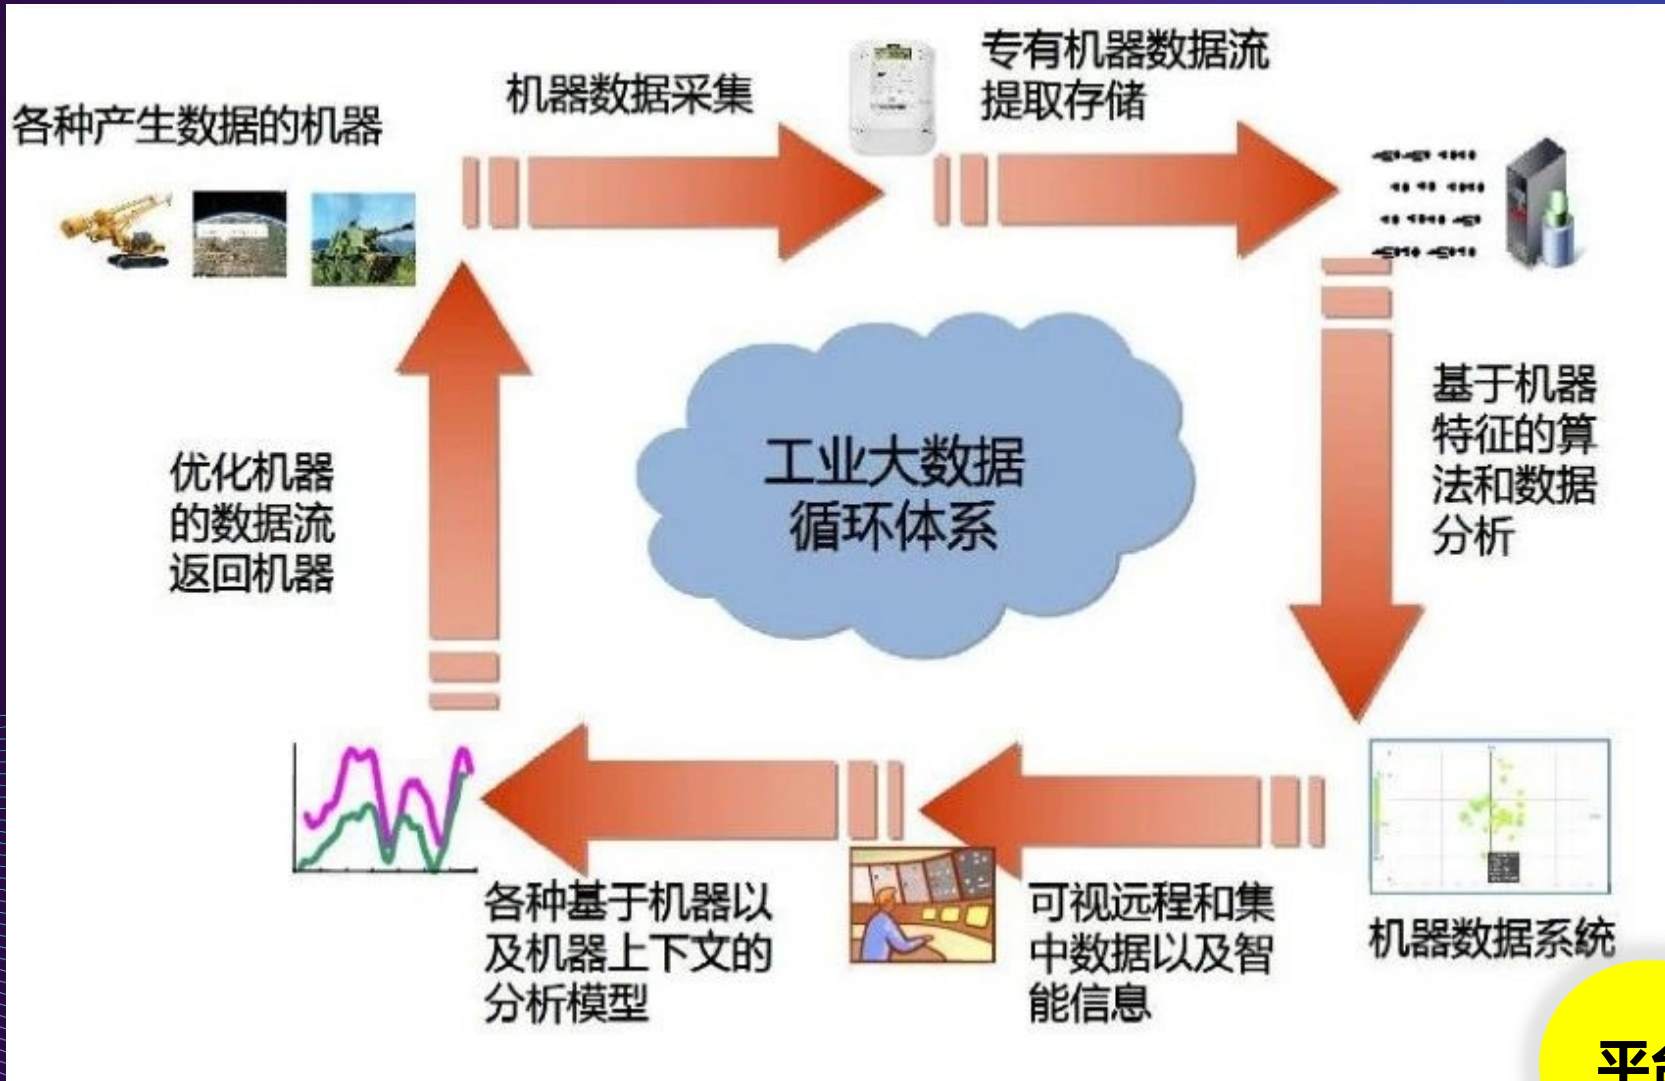 各种产生数据的机器
机器数据采集
专有机器数据流
提取存储
基于机器
特征的算
法和数据
分析
工业大数据
循环体系
优化机器
的数据流
返回机器
机器数据系統
可视远程和集
中数据以及智
能信息
各种基于机器以
及机器上下文的
分析模型
平台